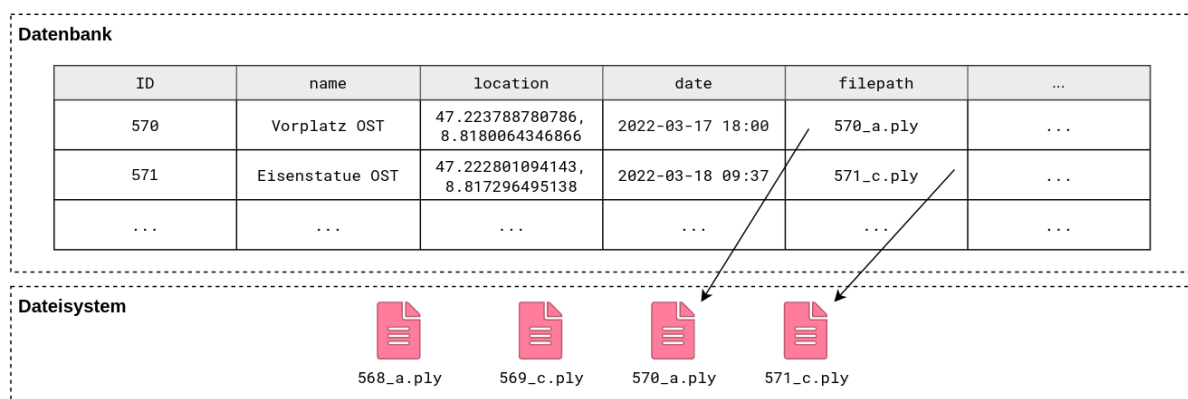 Datenbank
ID name location date filepath ...
570 Vorplatz OST 47.223788780786, 8.8180064346866 2022-03-17 18:00 570_a.ply ...
571 Eisenstatue OST 47.222801094143, 8.817296495138 2022-03-18 09:37 571_c.ply ...
... ... ... ... ... ...
Dateisystem
568_a.ply 569_c.ply 570_a.ply 571_c.ply